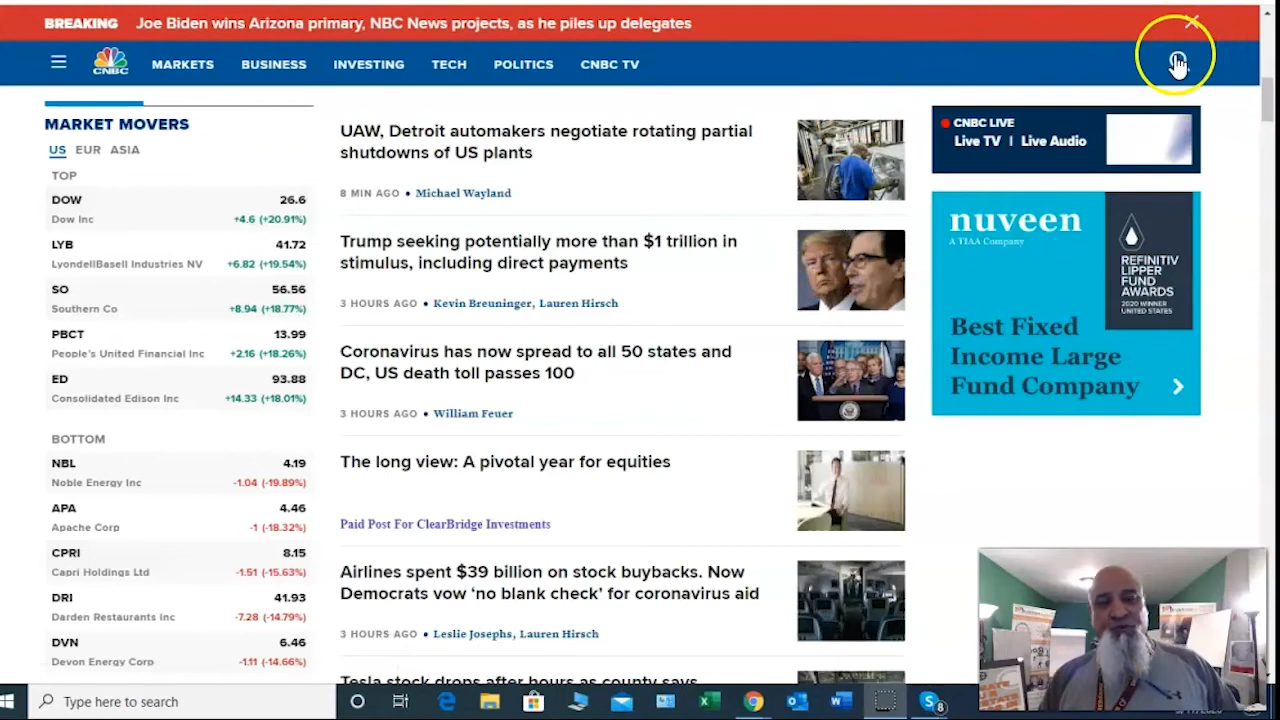 BREAKING Joe Biden wins Arizona primary, NBC News projects, as he piles up delegates
CNBC MARKETS BUSINESS INVESTING TECH POLITICS CNBC TV
MARKET MOVERS
US EUR ASIA
TOP
DOW 26.6
Dow Inc +4.6 (+20.91%)
LYB 41.72
LyondellBasell Industries NV +6.82 (+19.54%)
SO 56.56
Southern Co +8.94 (+18.77%)
PBCT 13.99
People's United Financial Inc +2.16 (+18.26%)
ED 93.88
Consolidated Edison Inc +14.33 (+18.01%)
BOTTOM
NBL 4.19
Noble Energy Inc -1.04 (-19.89%)
APA 4.46
Apache Corp -1 (-18.32%)
CPRI 8.15
Capri Holdings Ltd -1.51 (-15.63%)
DRI 41.93
Darden Restaurants Inc -7.28 (-14.79%)
DVN 6.46
Devon Energy Corp -1.11 (-14.66%)
UAW, Detroit automakers negotiate rotating partial
shutdowns of US plants
8 MIN AGO • Michael Wayland
Trump seeking potentially more than $1 trillion in
stimulus, including direct payments
3 HOURS AGO • Kevin Breuninger, Lauren Hirsch
Coronavirus has now spread to all 50 states and
DC, US death toll passes 100
3 HOURS AGO • William Feuer
The long view: A pivotal year for equities
Paid Post For ClearBridge Investments
Airlines spent $39 billion on stock buybacks. Now
Democrats vow 'no blank check' for coronavirus aid
3 HOURS AGO • Leslie Josephs, Lauren Hirsch
Tesla stock drops after hours as county says
CNBC LIVE
Live TV | Live Audio
nuveen
A TIAA Company
REFINITIV
LIPPER
FUND
AWARDS
2020 WINNER
UNITED STATES
Best Fixed
Income Large
Fund Company
Type here to search
8